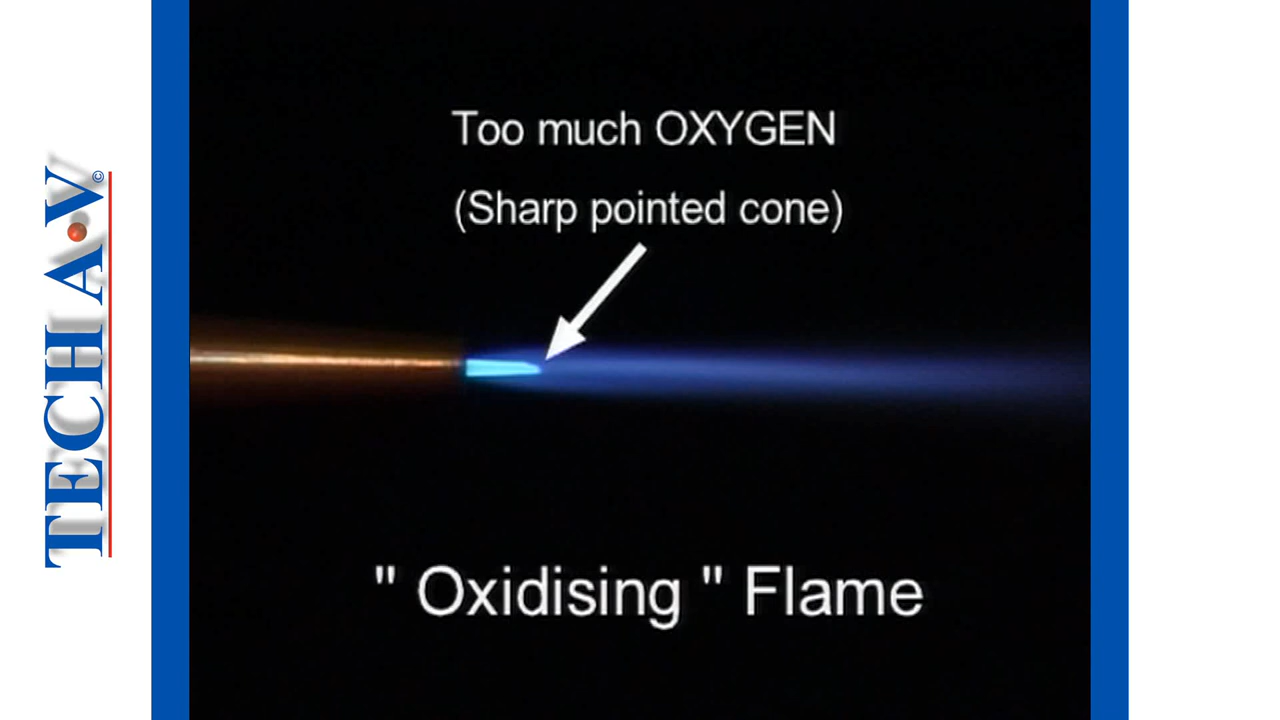 TECH A.V ©
Too much OXYGEN
(Sharp pointed cone)
" Oxidising " Flame